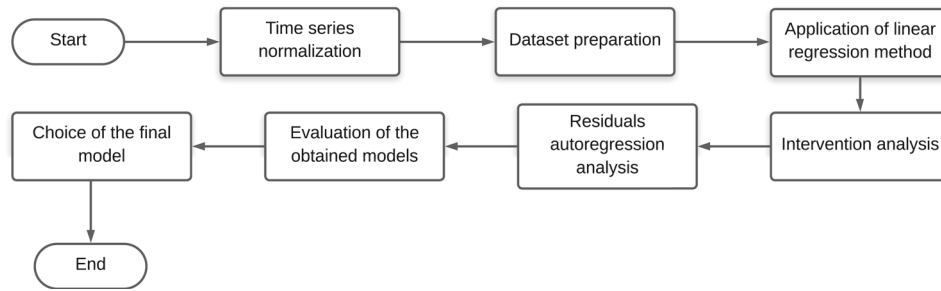 Start
Time series
normalization
Dataset preparation
Application of linear
regression method
Intervention analysis
Residuals
autoregression
analysis
Evaluation of the
obtained models
Choice of the final
model
End